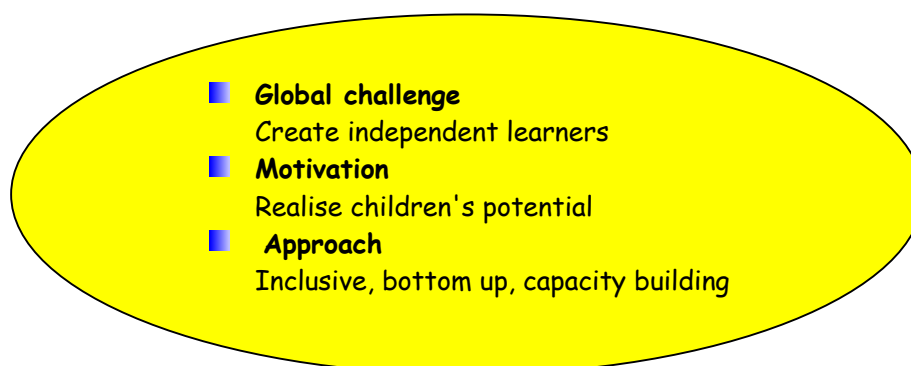 Global challenge
Create independent learners
Motivation
Realise children's potential
Approach
Inclusive, bottom up, capacity building